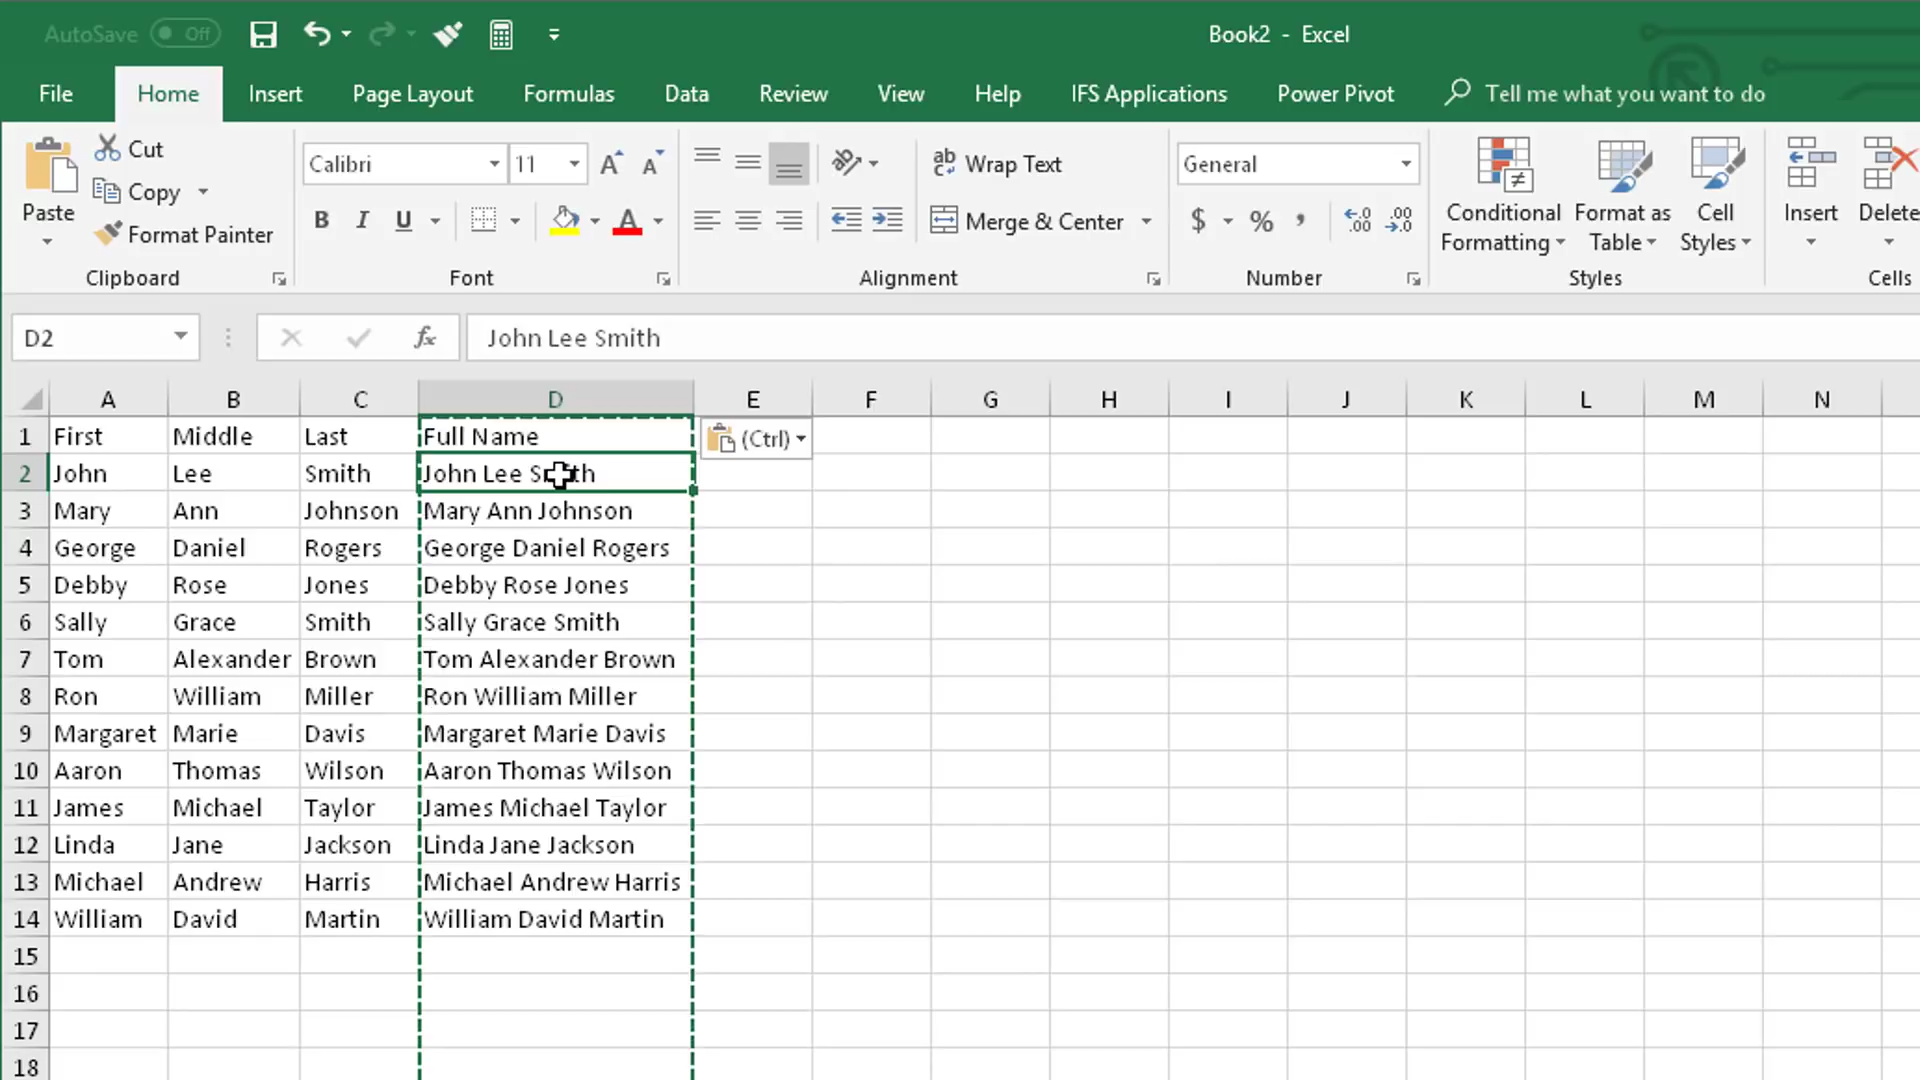 AutoSave Off
Book2 - Excel
File Home Insert Page Layout Formulas Data Review View Help IFS Applications Power Pivot Tell me what you want to do
Paste
Cut
Copy
Format Painter
Clipboard
Calibri 11
A A
B I U A
Font
ab Wrap Text
Merge & Center
Alignment
General
$ % , .00 .00
Number
Conditional Formatting
Format as Table
Cell Styles
Styles
Insert
Delete
Cells
D2 fx John Lee Smith
A B C D E F G H I J K L M N
1 First Middle Last Full Name (Ctrl)
2 John Lee Smith John Lee Smith
3 Mary Ann Johnson Mary Ann Johnson
4 George Daniel Rogers George Daniel Rogers
5 Debby Rose Jones Debby Rose Jones
6 Sally Grace Smith Sally Grace Smith
7 Tom Alexander Brown Tom Alexander Brown
8 Ron William Miller Ron William Miller
9 Margaret Marie Davis Margaret Marie Davis
10 Aaron Thomas Wilson Aaron Thomas Wilson
11 James Michael Taylor James Michael Taylor
12 Linda Jane Jackson Linda Jane Jackson
13 Michael Andrew Harris Michael Andrew Harris
14 William David Martin William David Martin
15
16
17
18